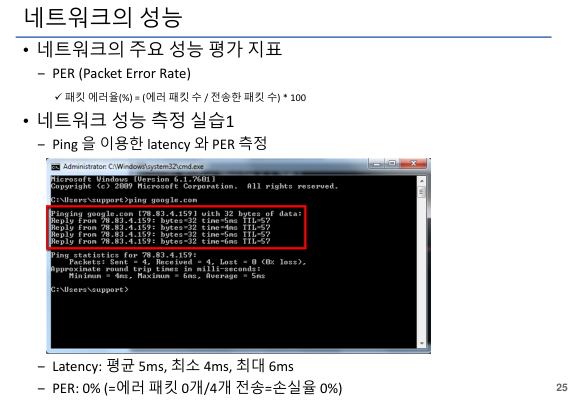 네트워크의 성능
• 네트워크의 주요 성능 평가 지표
– PER (Packet Error Rate)
✓ 패킷 에러율(%) = (에러 패킷 수 / 전송한 패킷 수) * 100
• 네트워크 성능 측정 실습1
– Ping 을 이용한 latency 와 PER 측정
Administrator: C:\Windows\system32\cmd.exe
Microsoft Windows [Version 6.1.7601]
Copyright (c) 2009 Microsoft Corporation. All rights reserved.
C:\Users\support>ping google.com
Pinging google.com [78.83.4.159] with 32 bytes of data:
Reply from 78.83.4.159: bytes=32 time=5ms TTL=57
Reply from 78.83.4.159: bytes=32 time=4ms TTL=57
Reply from 78.83.4.159: bytes=32 time=5ms TTL=57
Reply from 78.83.4.159: bytes=32 time=6ms TTL=57
Ping statistics for 78.83.4.159:
Packets: Sent = 4, Received = 4, Lost = 0 (0% loss),
Approximate round trip times in milli-seconds:
Minimum = 4ms, Maximum = 6ms, Average = 5ms
C:\Users\support>
– Latency: 평균 5ms, 최소 4ms, 최대 6ms
– PER: 0% (=에러 패킷 0개/4개 전송=손실율 0%)
25